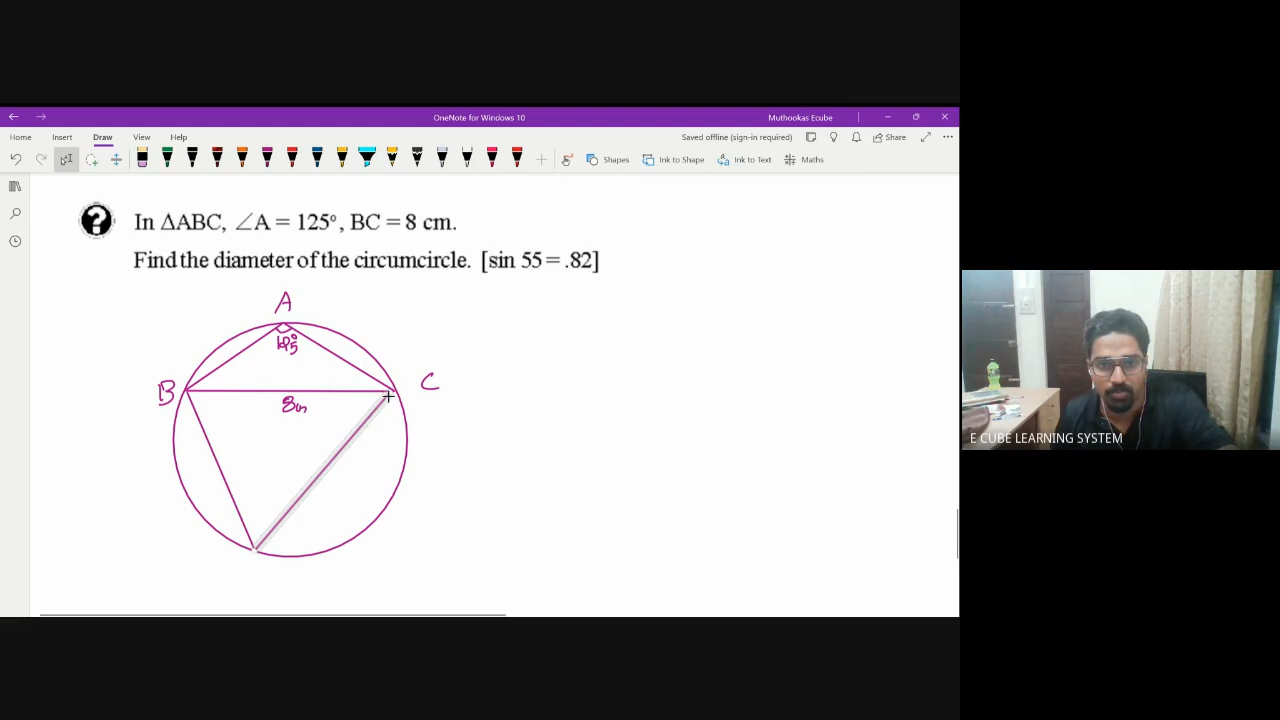 OneNote for Windows 10
Muthookas Ecube
Home Insert Draw View Help
Saved offline (sign-in required)
Share
Shapes
Ink to Shape
Ink to Text
Maths
In ΔABC, ∠A = 125°, BC = 8 cm.
Find the diameter of the circumcircle. [sin 55 = .82]
A
125°
B
C
8cm
E CUBE LEARNING SYSTEM